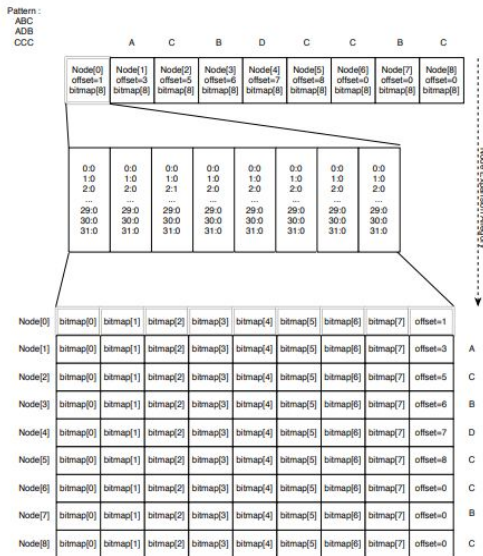 Pattern :
ABC
ADB
CCC
A C B D C C B C
Node[0] Node[1] Node[2] Node[3] Node[4] Node[5] Node[6] Node[7] Node[8]
offset=1 offset=3 offset=5 offset=6 offset=7 offset=8 offset=0 offset=0 offset=0
bitmap[8] bitmap[8] bitmap[8] bitmap[8] bitmap[8] bitmap[8] bitmap[8] bitmap[8] bitmap[8]
0:0 0:0 0:0 0:0 0:0 0:0 0:0 0:0
1:0 1:0 1:0 1:0 1:0 1:0 1:0 1:0
2:0 2:0 2:1 2:0 2:0 2:0 2:0 2:0
... ... ... ... ... ... ... ...
29:0 29:0 29:0 29:0 29:0 29:0 29:0 29:0
30:0 30:0 30:0 30:0 30:0 30:0 30:0 30:0
31:0 31:0 31:0 31:0 31:0 31:0 31:0 31:0
Node[0] bitmap[0] bitmap[1] bitmap[2] bitmap[3] bitmap[4] bitmap[5] bitmap[6] bitmap[7] offset=1
Node[1] bitmap[0] bitmap[1] bitmap[2] bitmap[3] bitmap[4] bitmap[5] bitmap[6] bitmap[7] offset=3 A
Node[2] bitmap[0] bitmap[1] bitmap[2] bitmap[3] bitmap[4] bitmap[5] bitmap[6] bitmap[7] offset=5 C
Node[3] bitmap[0] bitmap[1] bitmap[2] bitmap[3] bitmap[4] bitmap[5] bitmap[6] bitmap[7] offset=6 B
Node[4] bitmap[0] bitmap[1] bitmap[2] bitmap[3] bitmap[4] bitmap[5] bitmap[6] bitmap[7] offset=7 D
Node[5] bitmap[0] bitmap[1] bitmap[2] bitmap[3] bitmap[4] bitmap[5] bitmap[6] bitmap[7] offset=8 C
Node[6] bitmap[0] bitmap[1] bitmap[2] bitmap[3] bitmap[4] bitmap[5] bitmap[6] bitmap[7] offset=0 C
Node[7] bitmap[0] bitmap[1] bitmap[2] bitmap[3] bitmap[4] bitmap[5] bitmap[6] bitmap[7] offset=0 B
Node[8] bitmap[0] bitmap[1] bitmap[2] bitmap[3] bitmap[4] bitmap[5] bitmap[6] bitmap[7] offset=0 C